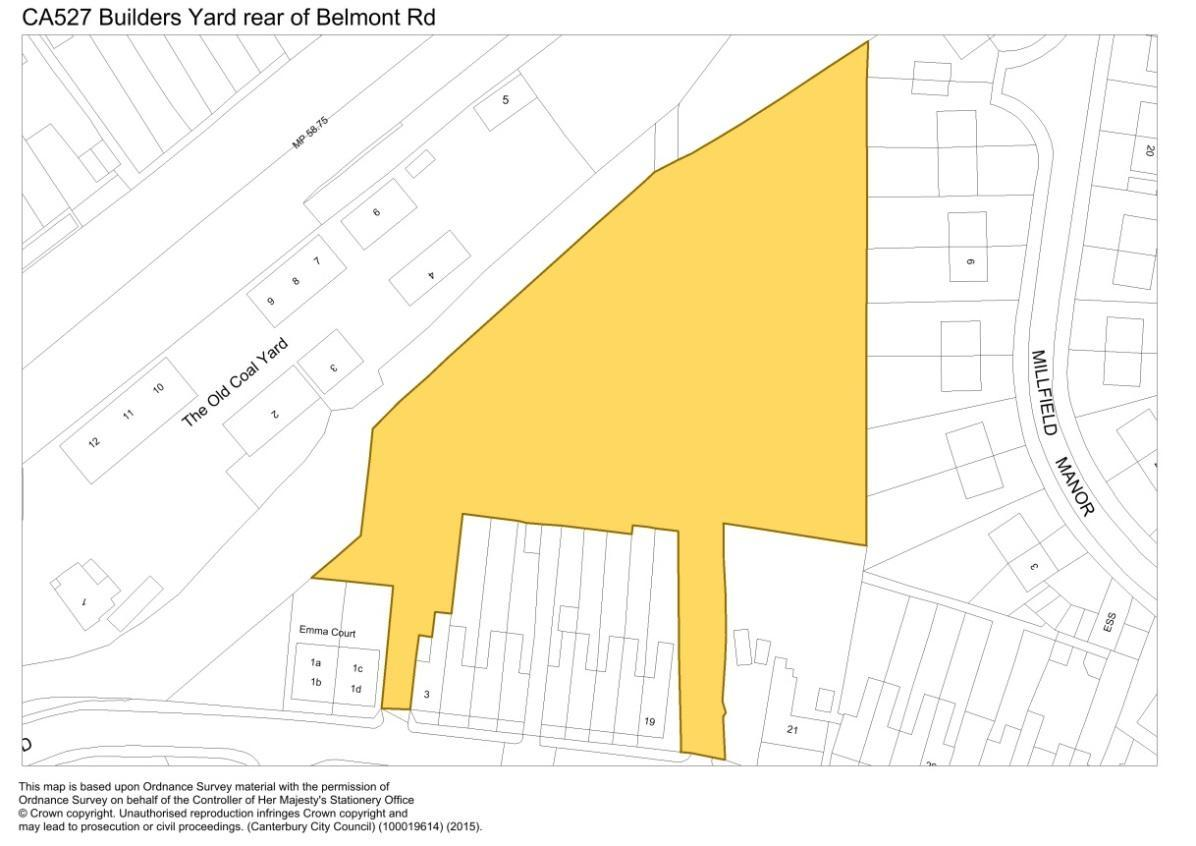 CA527 Builders Yard rear of Belmont Rd
MP 58.75
5
20
6
4
7
8
9
6
The Old Coal Yard
3
2
10
11
12
MILLFIELD MANOR
3
ESS
1
Emma Court
1a 1c
1b 1d
3
19
21
This map is based upon Ordnance Survey material with the permission of
Ordnance Survey on behalf of the Controller of Her Majesty's Stationery Office
© Crown copyright. Unauthorised reproduction infringes Crown copyright and
may lead to prosecution or civil proceedings. (Canterbury City Council) (100019614) (2015).